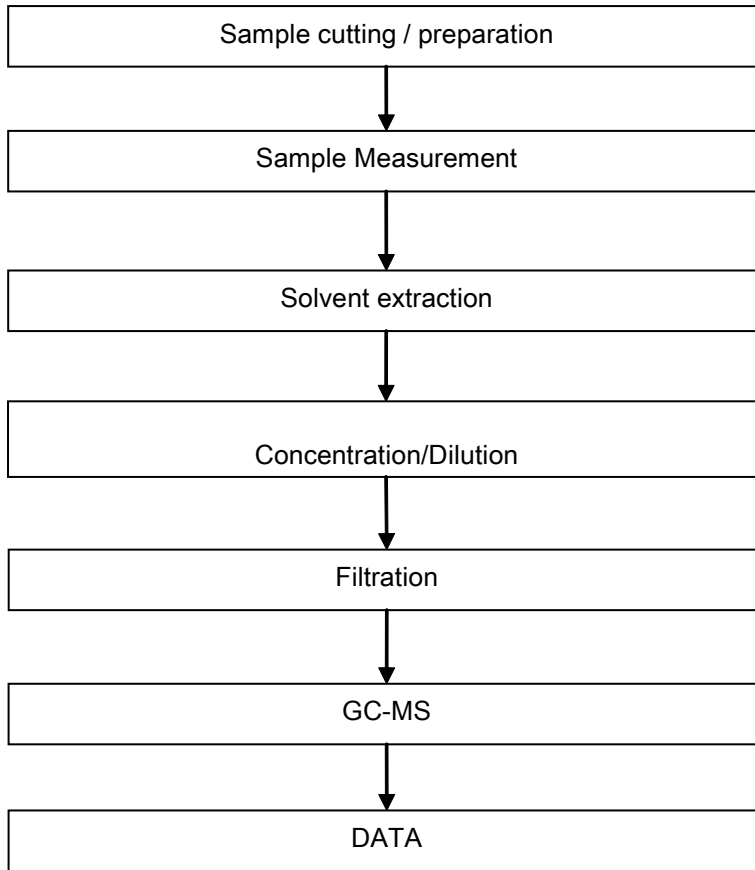 Sample cutting / preparation
Sample Measurement
Solvent extraction
Concentration/Dilution
Filtration
GC-MS
DATA